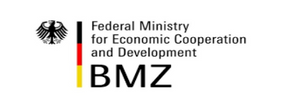 Federal Ministry
for Economic Cooperation
and Development
BMZ